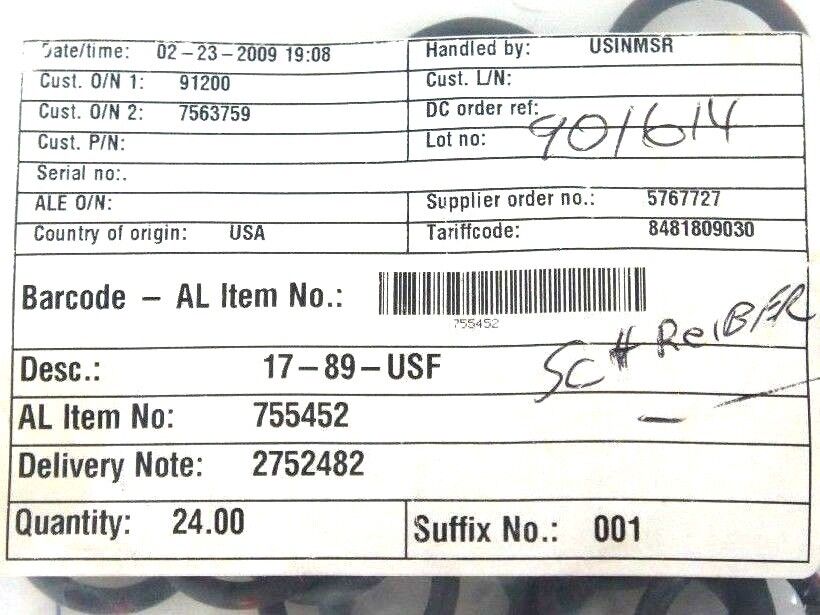 Date/time: 02-23-2009 19:08 Handled by: USINMSR
Cust. O/N 1: 91200 Cust. L/N:
Cust. O/N 2: 7563759 DC order ref:
Cust. P/N: Lot no: 901614
Serial no:.
ALE O/N: Supplier order no.: 5767727
Country of origin: USA Tariffcode: 8481809030
Barcode - AL Item No.:
755452
Desc.: 17-89-USF SC #
AL Item No: 755452
Delivery Note: 2752482
Quantity: 24.00 Suffix No.: 001